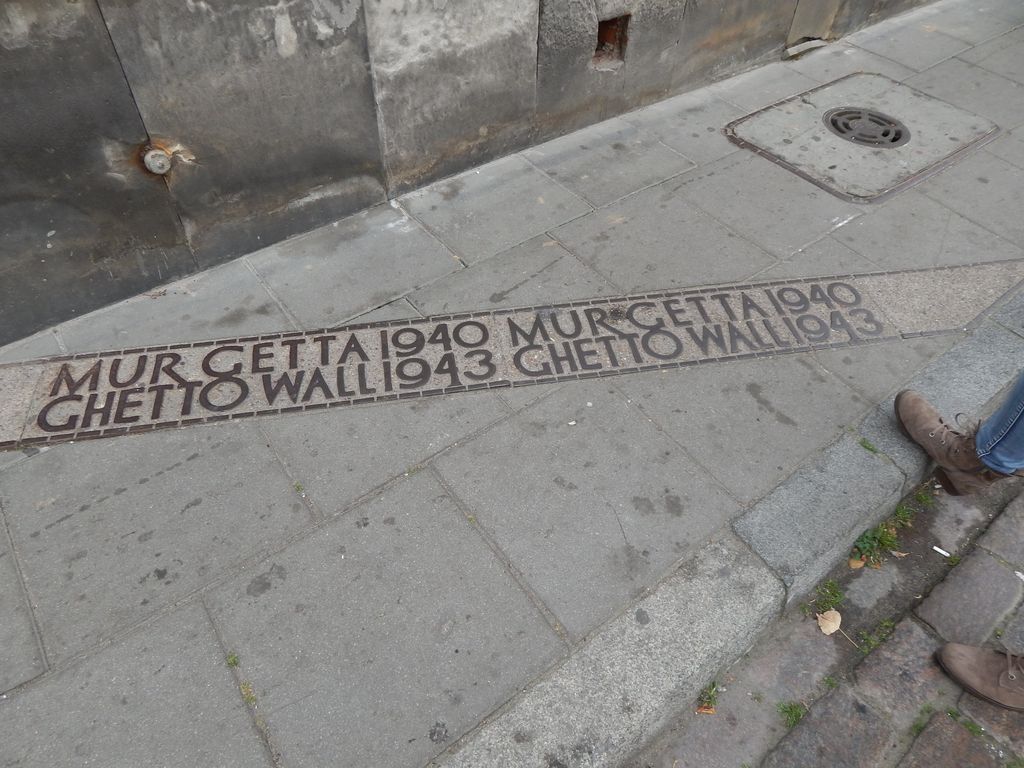 MUR GETTA 1940 MUR GETTA 1940
GHETTO WALL 1943 GHETTO WALL 1943